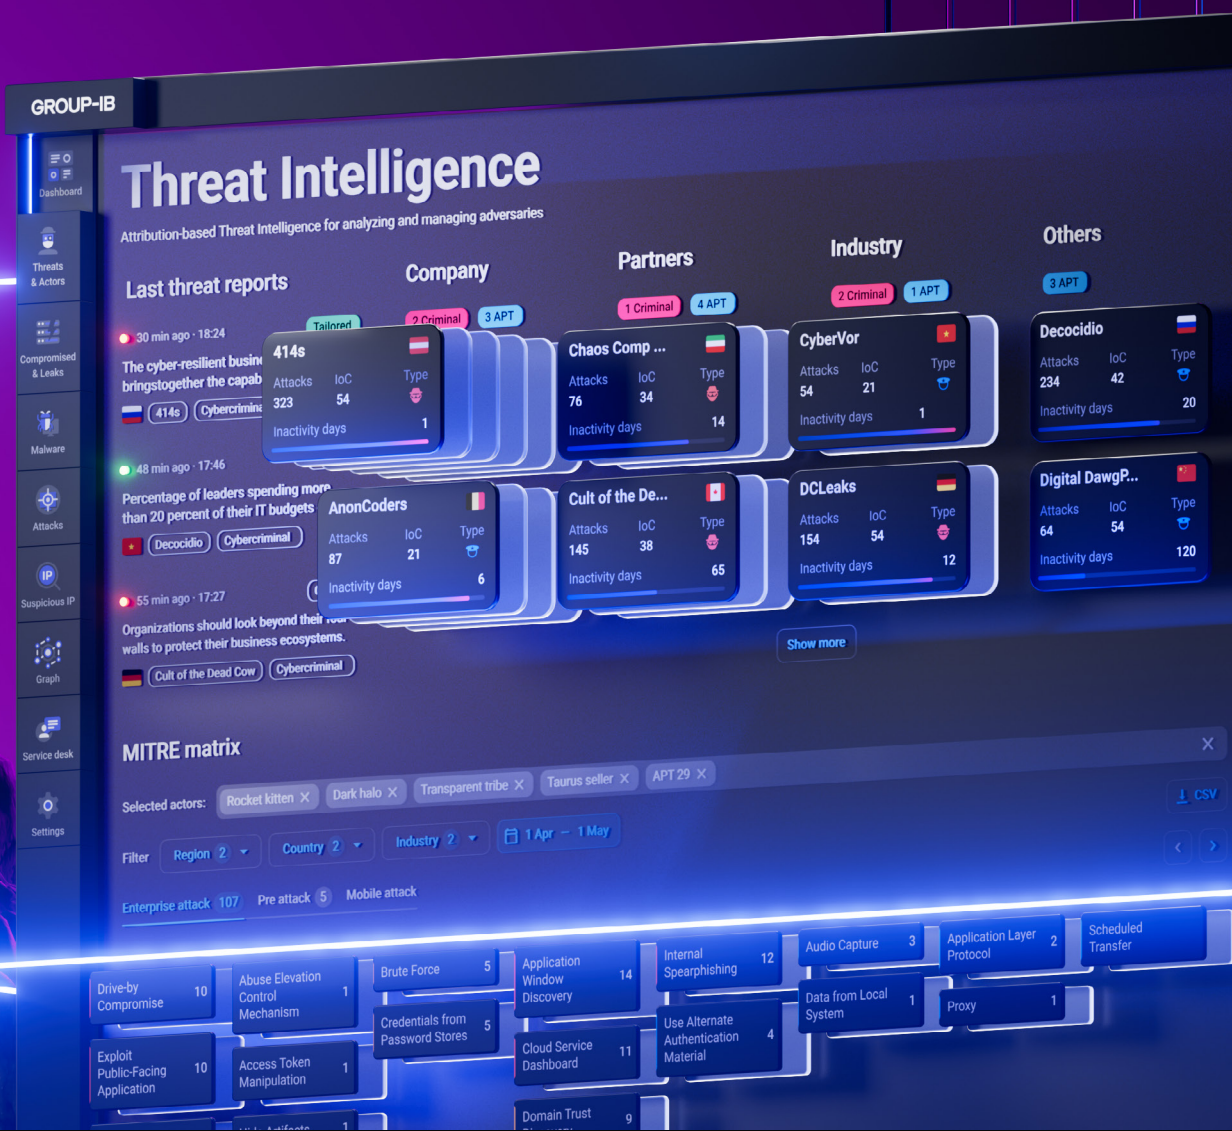 GROUP-IB
Dashboard
Threats
& Actors
Compromised
& Leaks
Malware
Attacks
Suspicious IP
IP
Graph
Service desk
Settings
Threat Intelligence
Attribution-based Threat Intelligence for analyzing and managing adversaries
Last threat reports
30 min ago · 18:24
Tailored
The cyber-resilient
bringstogether the
414s
48 min ago · 17:46
Percentage of leaders spending more
than 20 percent of their IT budgets
Decocidio
Cybercriminal
55 min ago · 17:27
Organizations should look beyond their
walls to protect their business ecosystems.
Cult of the Dead Cow
Cybercriminal
Company
2 Criminal
3 APT
414s
Attacks IoC Type
323 54
Inactivity days 1
AnonCoders
Attacks IoC Type
87 21
Inactivity days 6
Partners
1 Criminal
4 APT
Chaos Comp ...
Attacks IoC Type
76 34
Inactivity days 14
Cult of the De...
Attacks IoC Type
145 38
Inactivity days 65
Industry
2 Criminal
1 APT
CyberVor
Attacks IoC Type
54 21
Inactivity days 1
DCLeaks
Attacks IoC Type
154 54
Inactivity days 12
Others
3 APT
Decocidio
Attacks IoC Type
234 42
Inactivity days 20
Digital DawgP...
Attacks IoC Type
64 54
Inactivity days 120
Show more
MITRE matrix
Selected actors: Rocket kitten × Dark halo × Transparent tribe × Taurus seller × APT 29 ×
CSV
Filter Region 2 Country 2 Industry 2 1 Apr – 1 May
Enterprise attack 107 Pre attack 5 Mobile attack
Drive-by
Compromise 10
Exploit
Public-Facing
Application 10
Abuse Elevation
Control
Mechanism 1
Access Token
Manipulation 1
Brute Force 5
Credentials from
Password Stores 5
Application
Window
Discovery 14
Cloud Service
Dashboard 11
Domain Trust
9
Internal
Spearphishing 12
Use Alternate
Authentication
Material 4
Audio Capture 3
Data from Local
System 1
Application Layer
Protocol 2
Proxy 1
Scheduled
Transfer